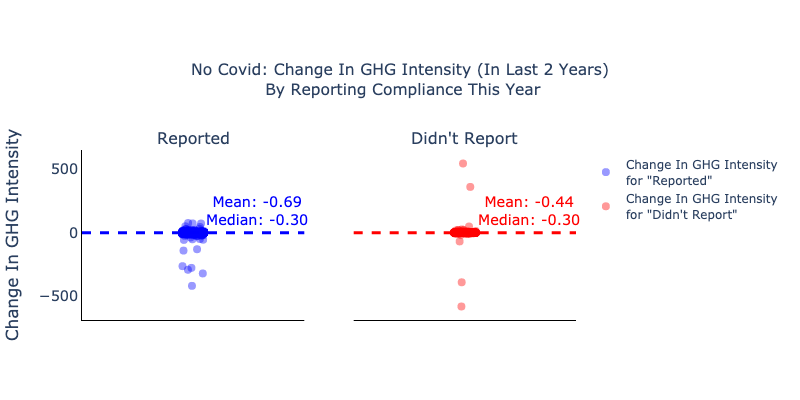 No Covid: Change In GHG Intensity (In Last 2 Years)
By Reporting Compliance This Year
Reported
Didn't Report
Change In GHG Intensity
500
0
−500
Mean: -0.69
Median: -0.30
Mean: -0.44
Median: -0.30
Change In GHG Intensity
for "Reported"
Change In GHG Intensity
for "Didn't Report"